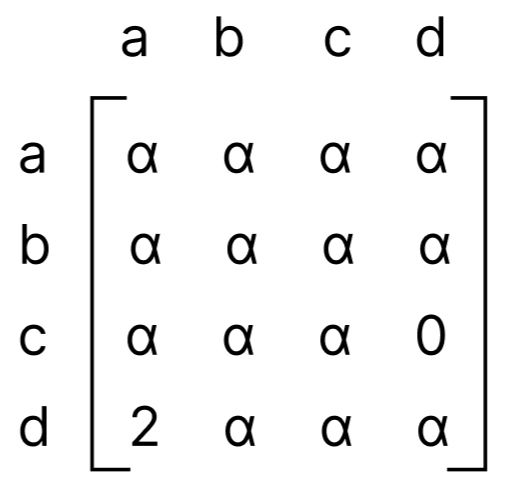 a b c d
a α α α α
b α α α α
c α α α 0
d 2 α α α